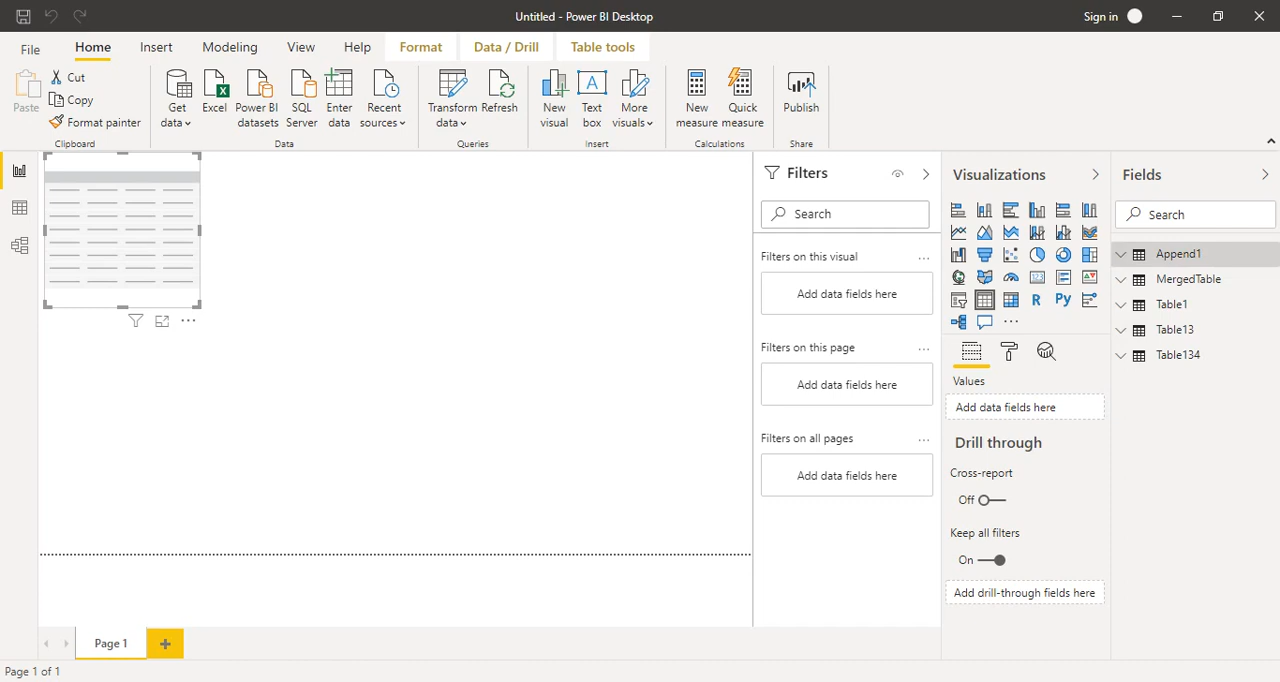 Untitled - Power BI Desktop
Sign in
File Home Insert Modeling View Help Format Data / Drill Table tools
Paste
Cut
Copy
Format painter
Clipboard
Get data
Excel
Power BI datasets
SQL Server
Enter data
Recent sources
Data
Transform data
Refresh
Queries
New visual
Text box
More visuals
Insert
New measure
Quick measure
Calculations
Publish
Share
Filters
Search
Filters on this visual
Add data fields here
Filters on this page
Add data fields here
Filters on all pages
Add data fields here
Visualizations
R
Py
Values
Add data fields here
Drill through
Cross-report
Off
Keep all filters
On
Add drill-through fields here
Fields
Search
Append1
MergedTable
Table1
Table13
Table134
Page 1
Page 1 of 1